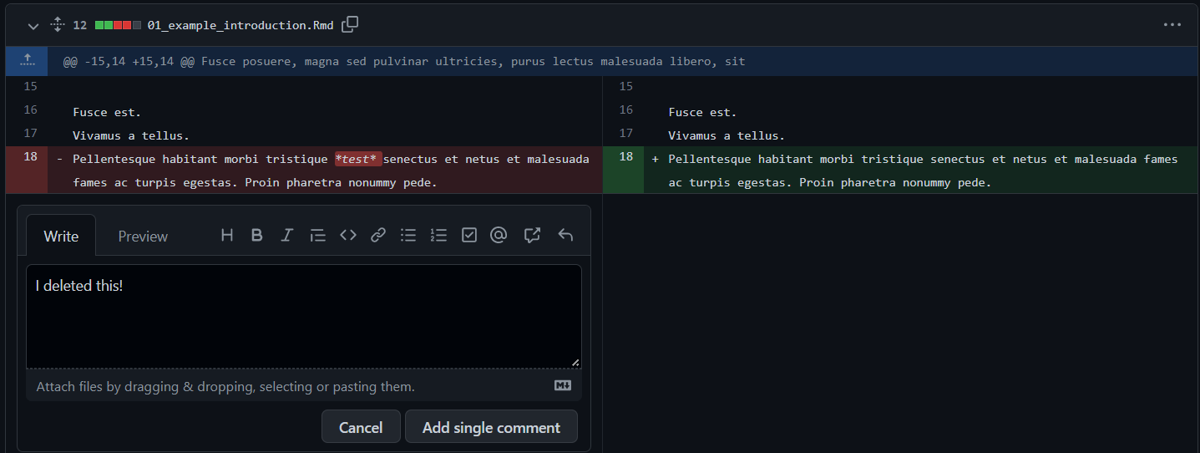 12 01_example_introduction.Rmd
@@ -15,14 +15,14 @@ Fusce posuere, magna sed pulvinar ultricies, purus lectus malesuada libero, sit
15
16 Fusce est.
17 Vivamus a tellus.
18 - Pellentesque habitant morbi tristique *test* senectus et netus et malesuada
fames ac turpis egestas. Proin pharetra nonummy pede.
15
16 Fusce est.
17 Vivamus a tellus.
18 + Pellentesque habitant morbi tristique senectus et netus et malesuada fames
ac turpis egestas. Proin pharetra nonummy pede.
Write Preview
I deleted this!
Attach files by dragging & dropping, selecting or pasting them.
Cancel Add single comment